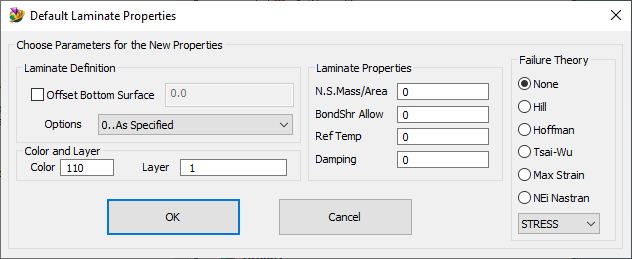 Default Laminate Properties
Choose Parameters for the New Properties
Laminate Definition
Offset Bottom Surface 0.0
Options 0..As Specified
Color and Layer
Color 110 Layer 1
Laminate Properties
N.S.Mass/Area 0
BondShr Allow 0
Ref Temp 0
Damping 0
Failure Theory
None
Hill
Hoffman
Tsai-Wu
Max Strain
NEi Nastran
STRESS
OK Cancel